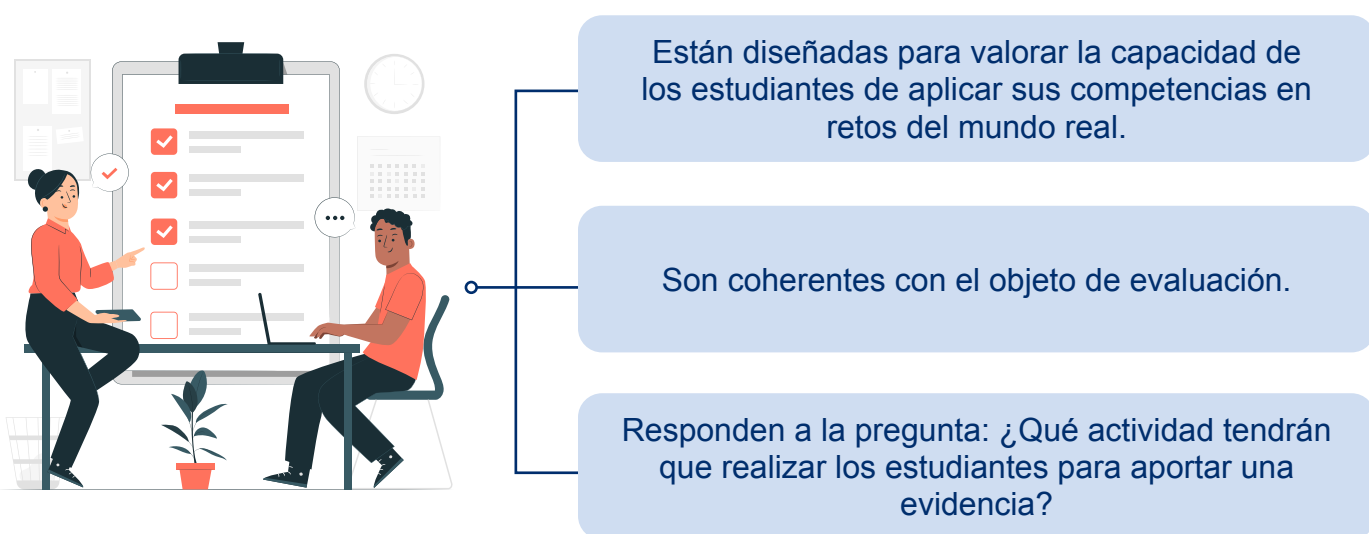 Están diseñadas para valorar la capacidad de
los estudiantes de aplicar sus competencias en
retos del mundo real.
Son coherentes con el objeto de evaluación.
Responden a la pregunta: ¿Qué actividad tendrán
que realizar los estudiantes para aportar una
evidencia?